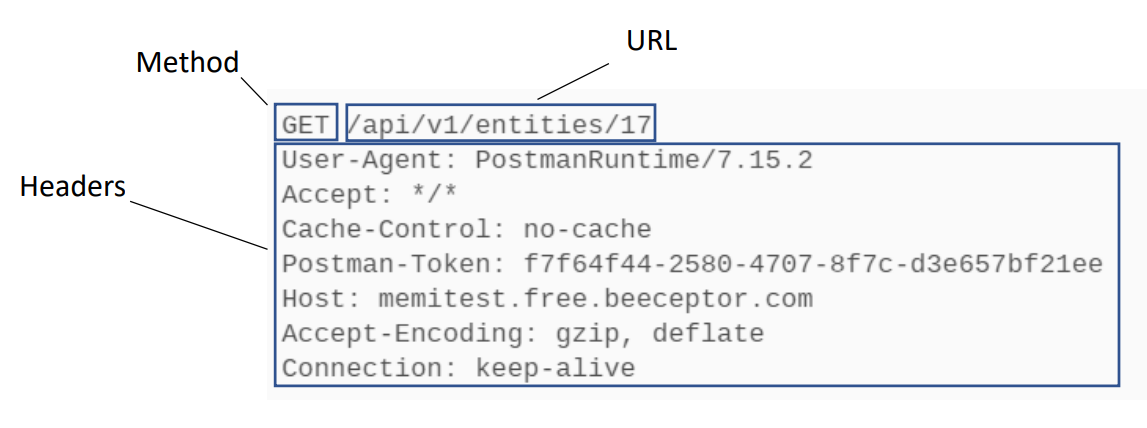 URL
Method
GET /api/v1/entities/17
User-Agent: PostmanRuntime/7.15.2
Headers
Accept: */*
Cache-Control: no-cache
Postman-Token: f7f64f44-2580-4707-8f7c-d3e657bf21ee
Host: memitest.free.beeceptor.com
Accept-Encoding: gzip, deflate
Connection: keep-alive